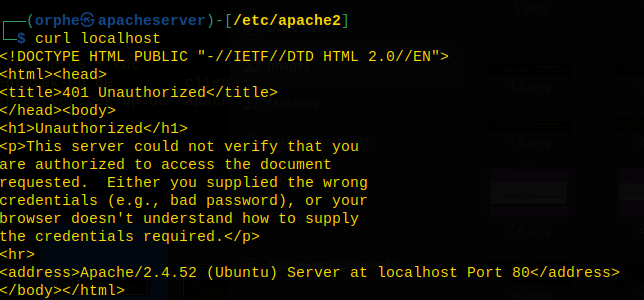 (orphe㉿apacheserver)-[/etc/apache2]
$ curl localhost
<!DOCTYPE HTML PUBLIC "-//IETF//DTD HTML 2.0//EN">
<html><head>
<title>401 Unauthorized</title>
</head><body>
<h1>Unauthorized</h1>
<p>This server could not verify that you
are authorized to access the document
requested.  Either you supplied the wrong
credentials (e.g., bad password), or your
browser doesn't understand how to supply
the credentials required.</p>
<hr>
<address>Apache/2.4.52 (Ubuntu) Server at localhost Port 80</address>
</body></html>